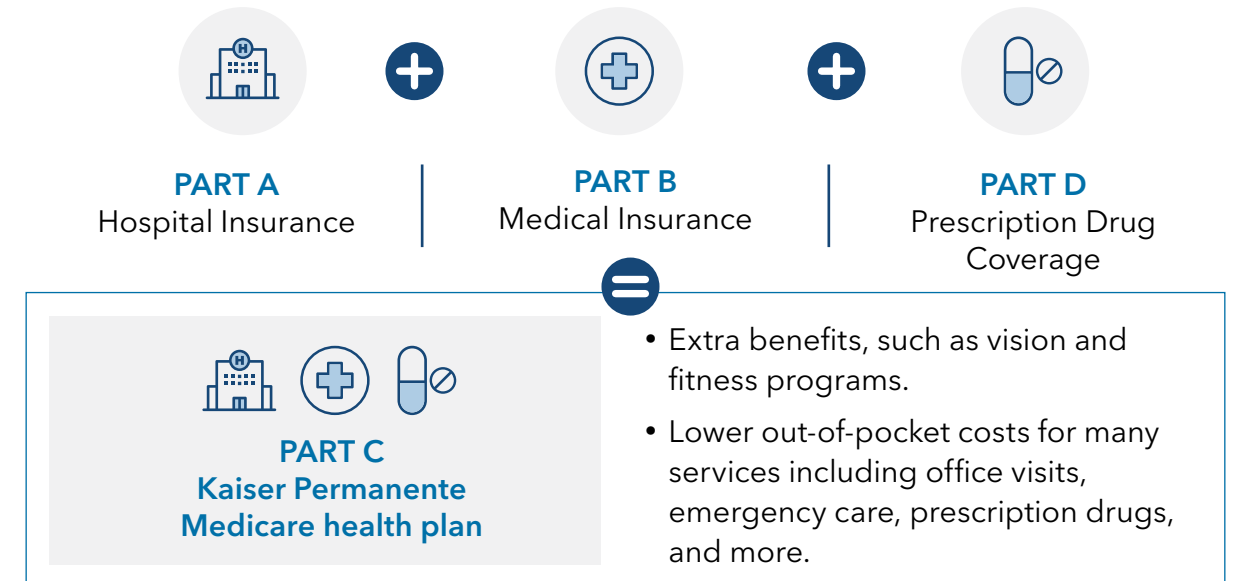 PART A
Hospital Insurance
PART B
Medical Insurance
PART D
Prescription Drug
Coverage
H
PART C
Kaiser Permanente
Medicare health plan
• Extra benefits, such as vision and
fitness programs.
• Lower out-of-pocket costs for many
services including office visits,
emergency care, prescription drugs,
and more.